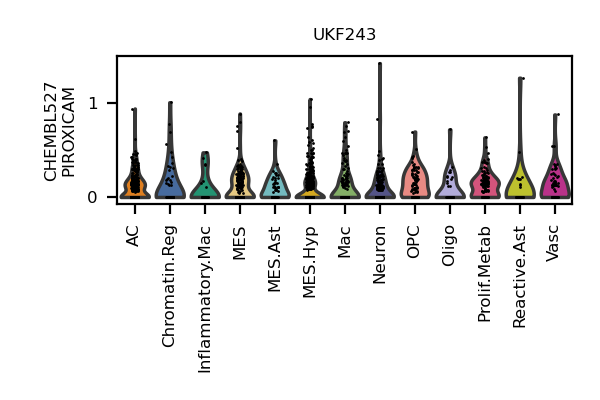 UKF243
CHEMBL527
PIROXICAM
1
0
AC
Chromatin.Reg
Inflammatory.Mac
MES
MES.Ast
MES.Hyp
Mac
Neuron
OPC
Oligo
Prolif.Metab
Reactive.Ast
Vasc